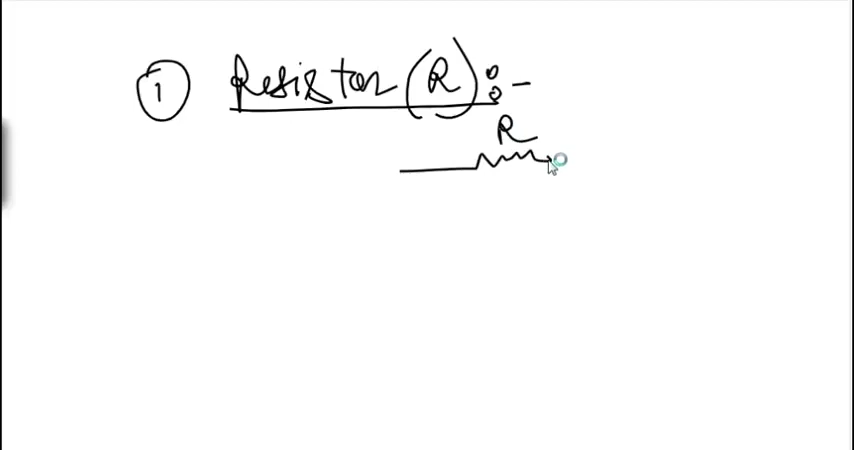 ① Resistor (R) :-
R